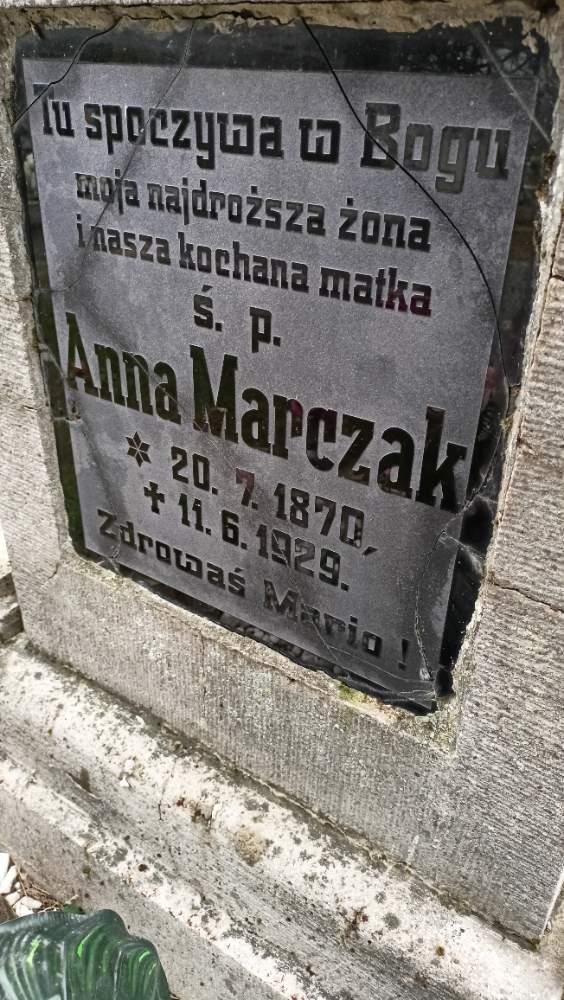 Tu spoczywa w Bogu
moja najdroższa żona
i nasza kochana matka
ś. p.
Anna Marczak
* 20. 7. 1870,
✝ 11. 6. 1929.
Zdrowaś Mario !